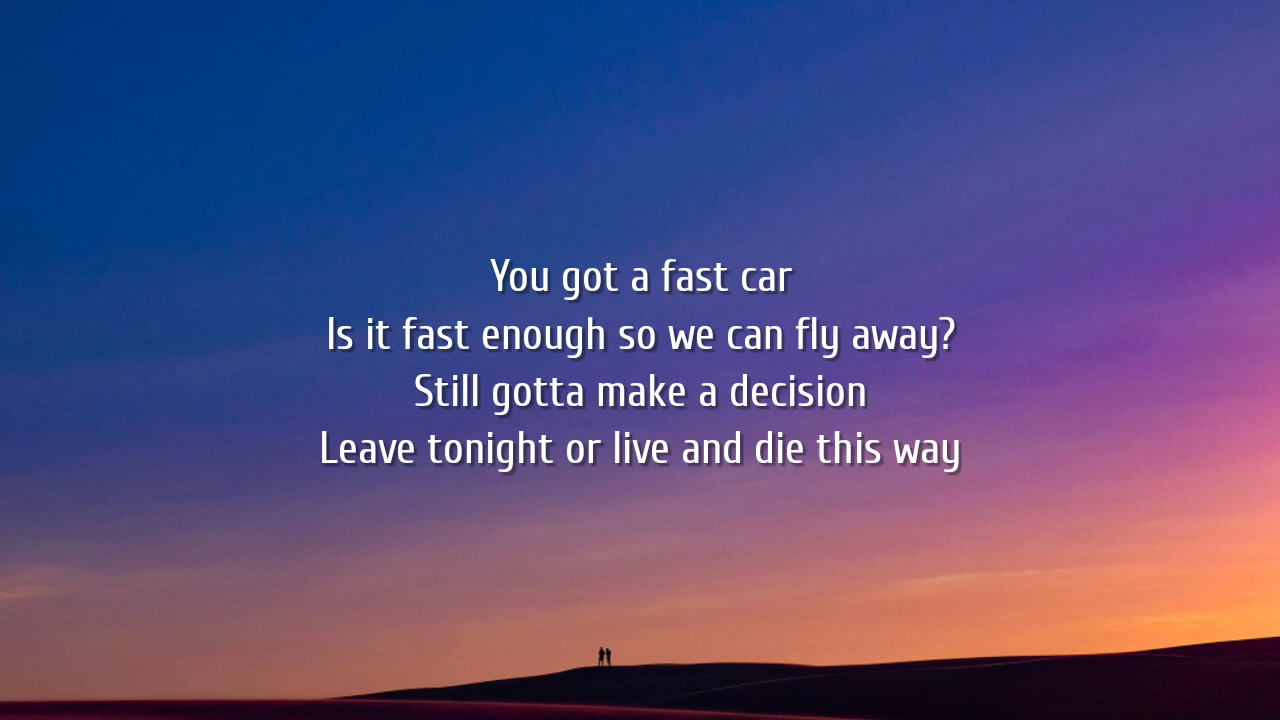 You got a fast car
Is it fast enough so we can fly away?
Still gotta make a decision
Leave tonight or live and die this way